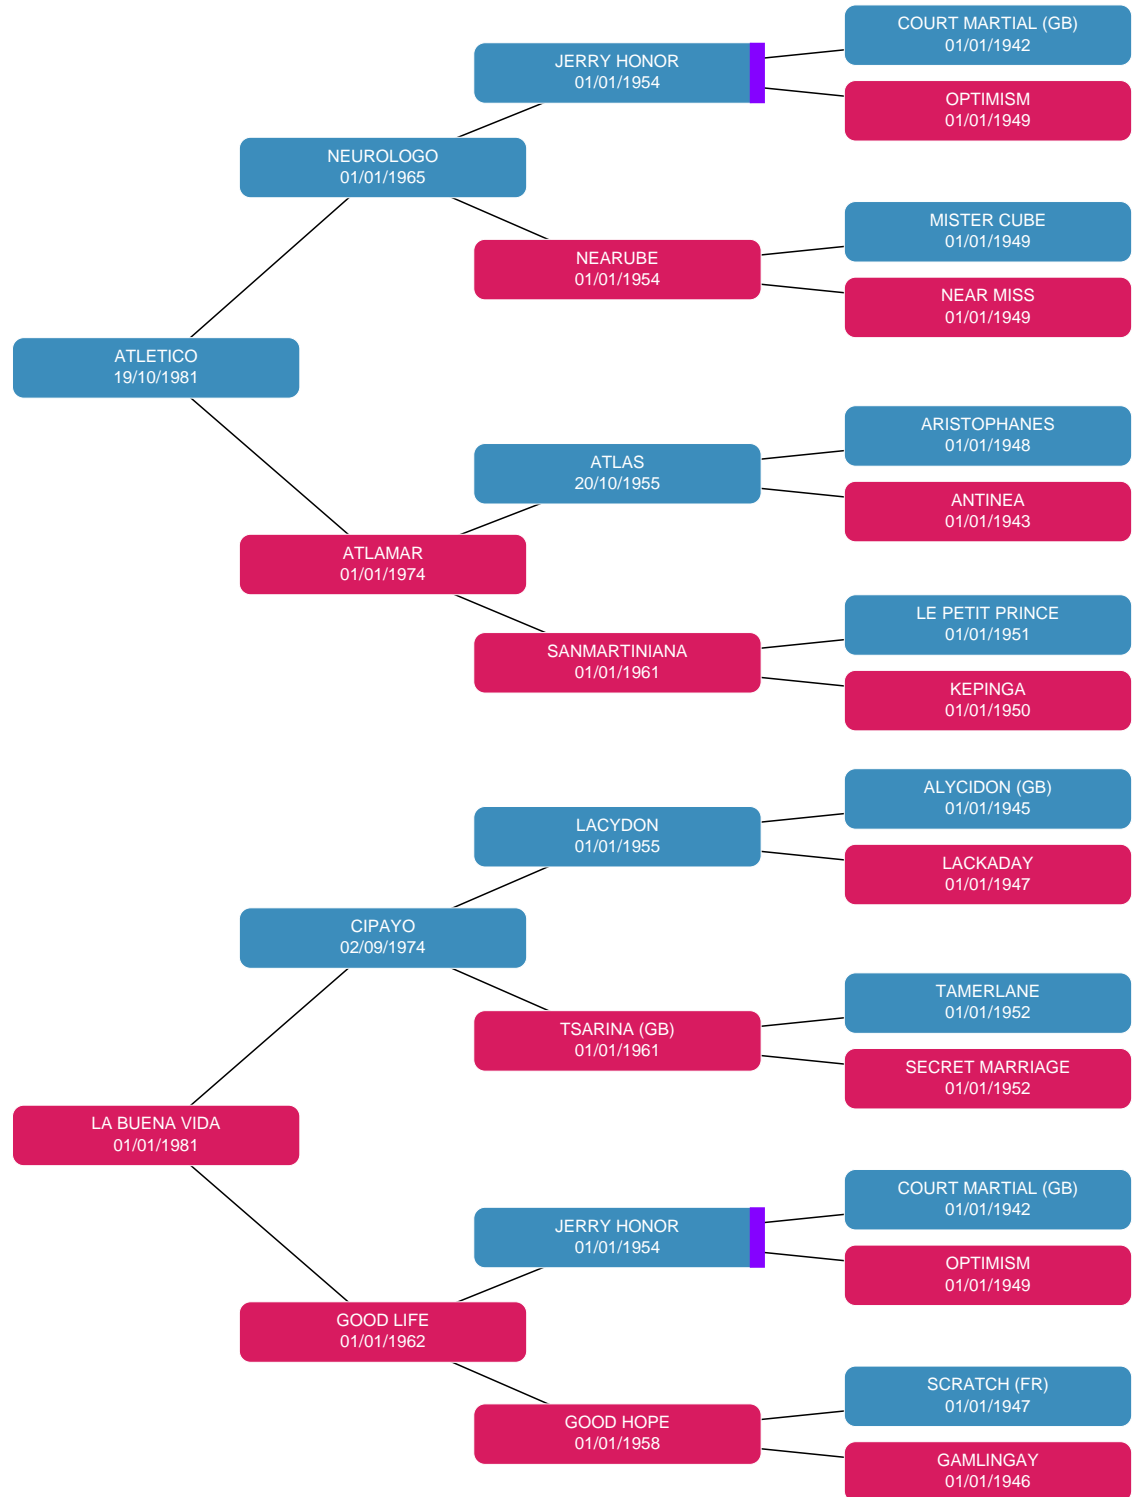 COURT MARTIAL (GB)
01/01/1942
JERRY HONOR
01/01/1954
OPTIMISM
01/01/1949
NEUROLOGO
01/01/1965
MISTER CUBE
01/01/1949
NEARUBE
01/01/1954
NEAR MISS
01/01/1949
ATLETICO
19/10/1981
ARISTOPHANES
01/01/1948
ATLAS
20/10/1955
ANTINEA
01/01/1943
ATLAMAR
01/01/1974
LE PETIT PRINCE
01/01/1951
SANMARTINIANA
01/01/1961
KEPINGA
01/01/1950
ALYCIDON (GB)
01/01/1945
LACYDON
01/01/1955
LACKADAY
01/01/1947
CIPAYO
02/09/1974
TAMERLANE
01/01/1952
TSARINA (GB)
01/01/1961
SECRET MARRIAGE
01/01/1952
LA BUENA VIDA
01/01/1981
COURT MARTIAL (GB)
01/01/1942
JERRY HONOR
01/01/1954
OPTIMISM
01/01/1949
GOOD LIFE
01/01/1962
SCRATCH (FR)
01/01/1947
GOOD HOPE
01/01/1958
GAMLINGAY
01/01/1946